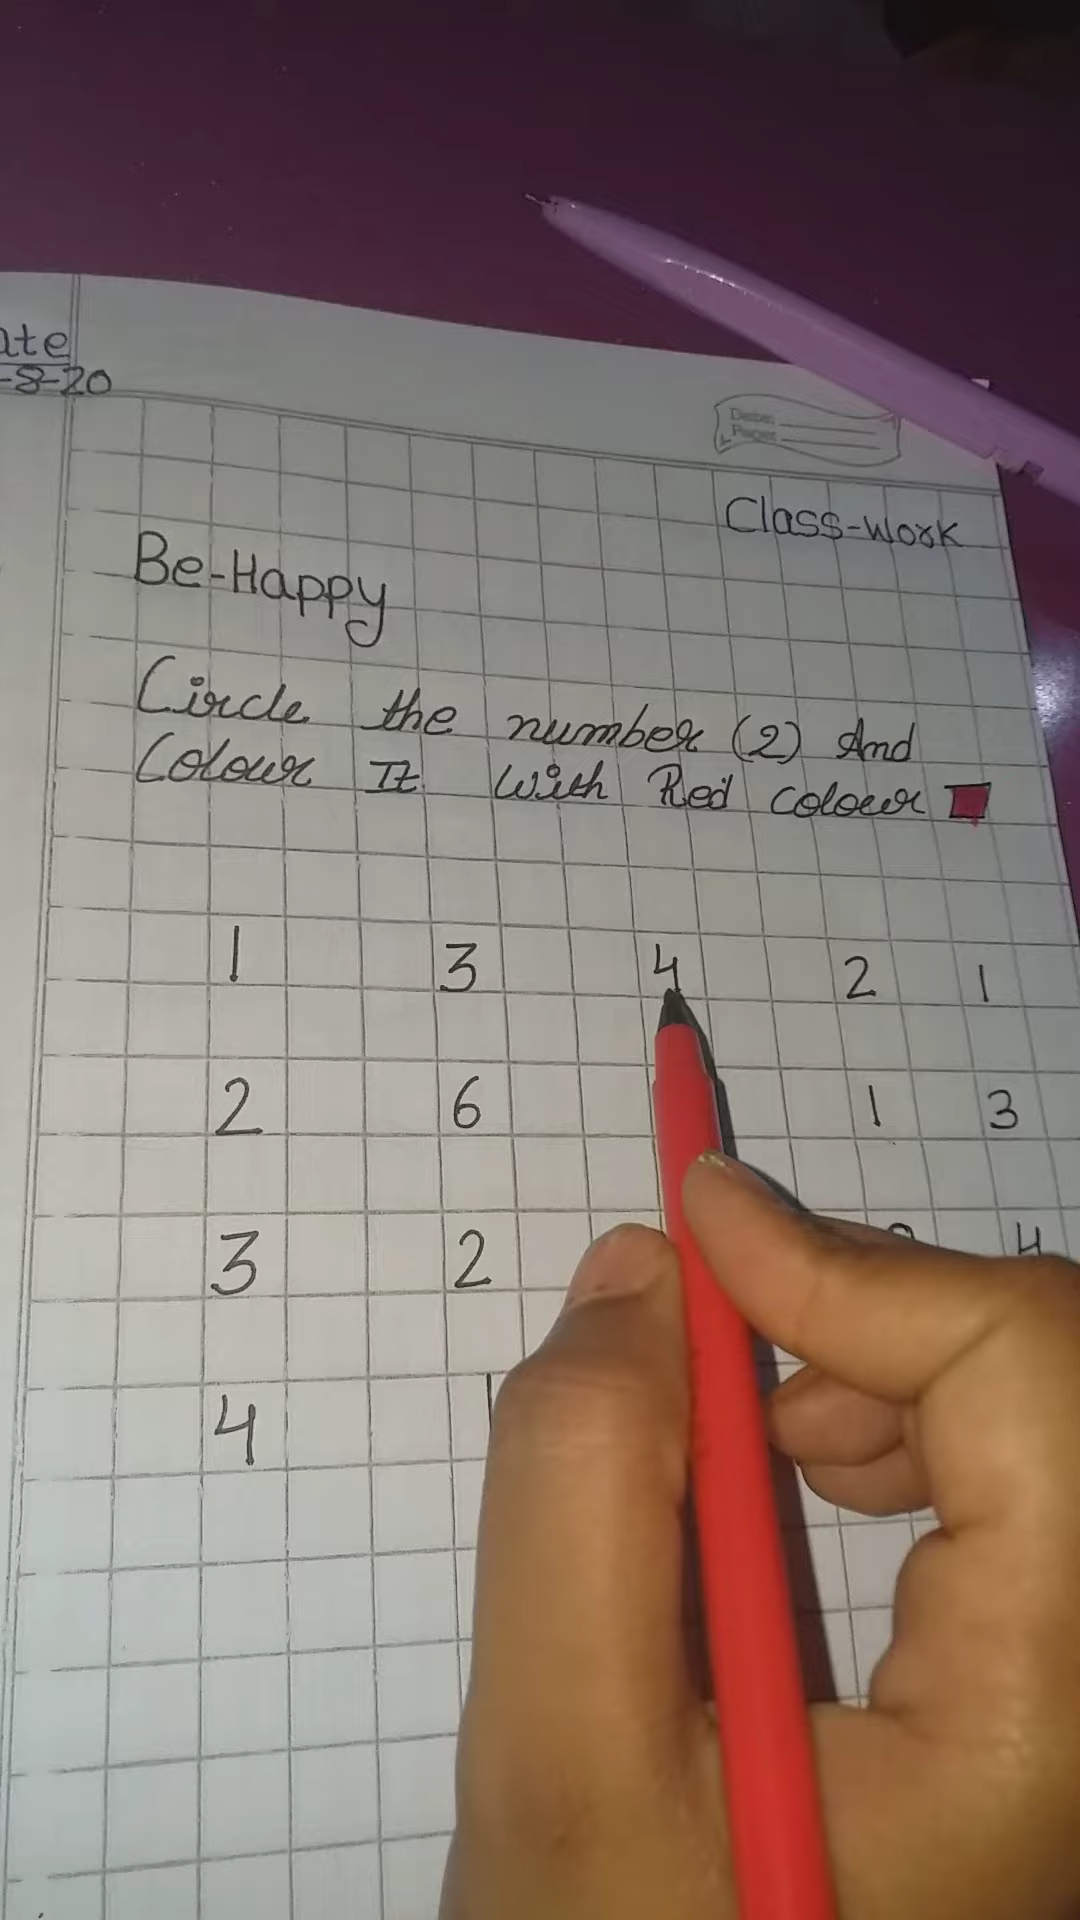 ate
-8-20
Date:
Page:
Class-work
Be-Happy
Circle the number (2) And
Colour It with Red colour
1 3 4 2 1
2 6 1 3
3 2 4
4